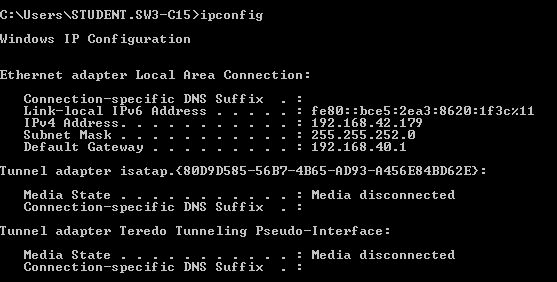 C:\Users\STUDENT.SW3-C15>ipconfig
Windows IP Configuration
Ethernet adapter Local Area Connection:
Connection-specific DNS Suffix . :
Link-local IPv6 Address . . . . . : fe80::bce5:2ea3:8620:1f3c%11
IPv4 Address. . . . . . . . . . . : 192.168.42.179
Subnet Mask . . . . . . . . . . . : 255.255.252.0
Default Gateway . . . . . . . . . : 192.168.40.1
Tunnel adapter isatap.{80D9D585-56B7-4B65-AD93-A456E84BD62E}:
Media State . . . . . . . . . . . : Media disconnected
Connection-specific DNS Suffix . :
Tunnel adapter Teredo Tunneling Pseudo-Interface:
Media State . . . . . . . . . . . : Media disconnected
Connection-specific DNS Suffix . :